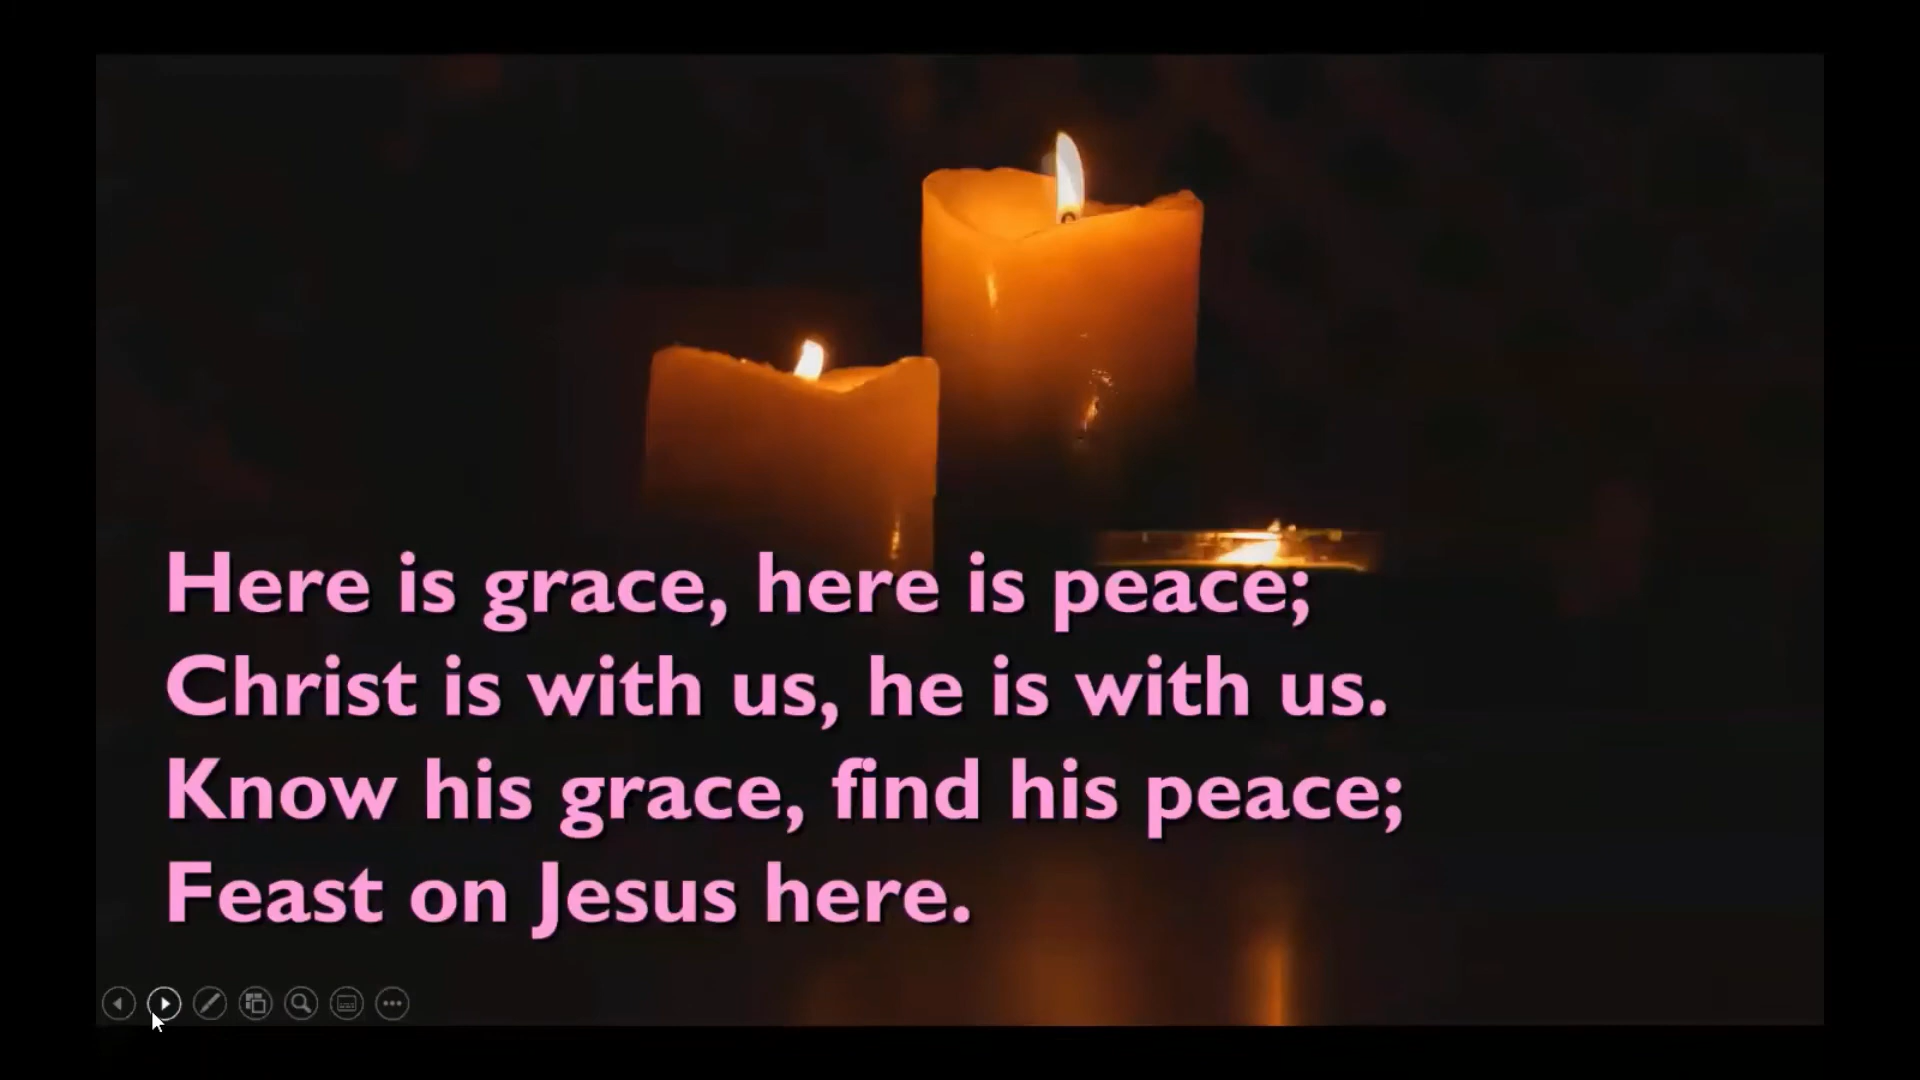 Here is grace, here is peace;
Christ is with us, he is with us.
Know his grace, find his peace;
Feast on Jesus here.